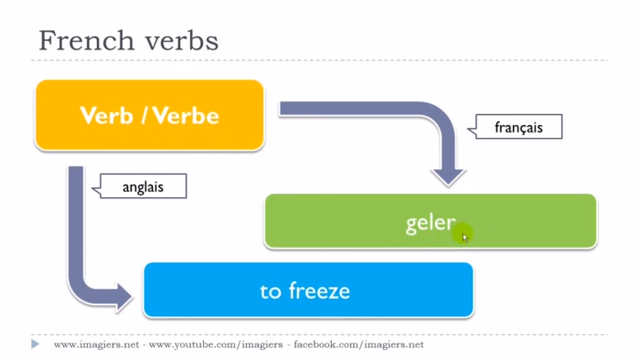 French verbs
Verb / Verbe
français
anglais
geler
to freeze
www.imagiers.net - www.youtube.com/imagiers - facebook.com/imagiers.net